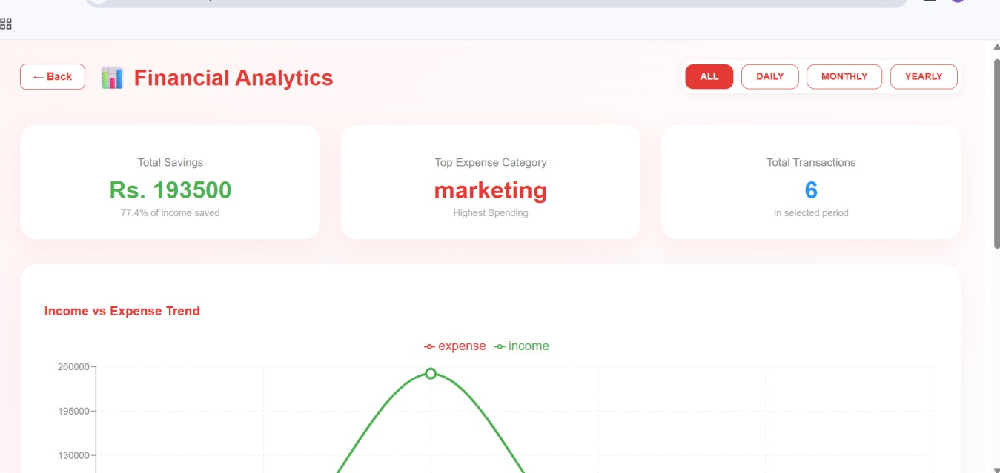 ← Back
Financial Analytics
ALL
DAILY
MONTHLY
YEARLY
Total Savings
Rs. 193500
77.4% of income saved
Top Expense Category
marketing
Highest Spending
Total Transactions
6
In selected period
Income vs Expense Trend
expense
income
260000
195000
130000